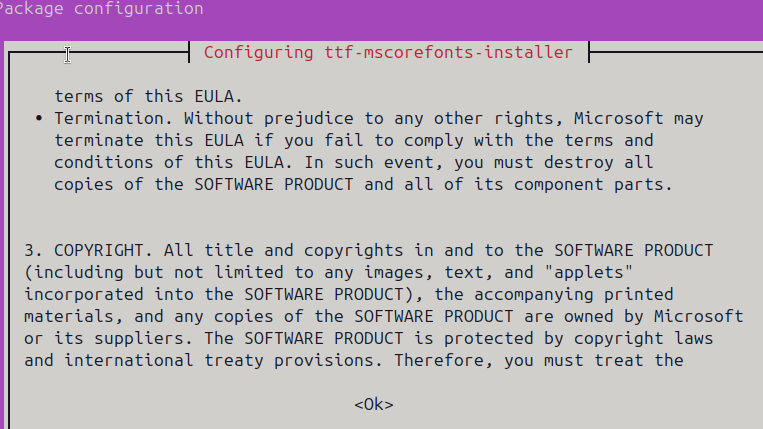 Package configuration
Configuring ttf-mscorefonts-installer
terms of this EULA.
• Termination. Without prejudice to any other rights, Microsoft may
terminate this EULA if you fail to comply with the terms and
conditions of this EULA. In such event, you must destroy all
copies of the SOFTWARE PRODUCT and all of its component parts.
3. COPYRIGHT. All title and copyrights in and to the SOFTWARE PRODUCT
(including but not limited to any images, text, and "applets"
incorporated into the SOFTWARE PRODUCT), the accompanying printed
materials, and any copies of the SOFTWARE PRODUCT are owned by Microsoft
or its suppliers. The SOFTWARE PRODUCT is protected by copyright laws
and international treaty provisions. Therefore, you must treat the
<Ok>